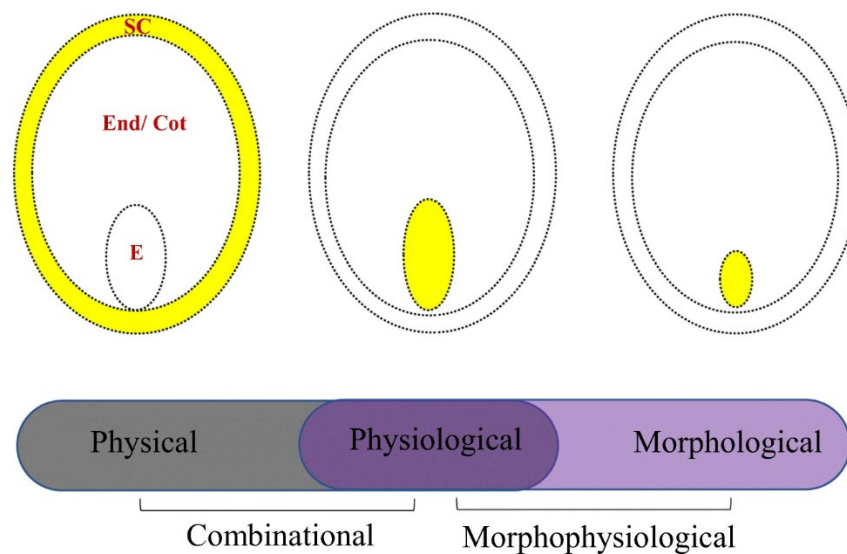 SC
End/ Cot
E
Physical
Physiological
Morphological
Combinational
Morphophysiological